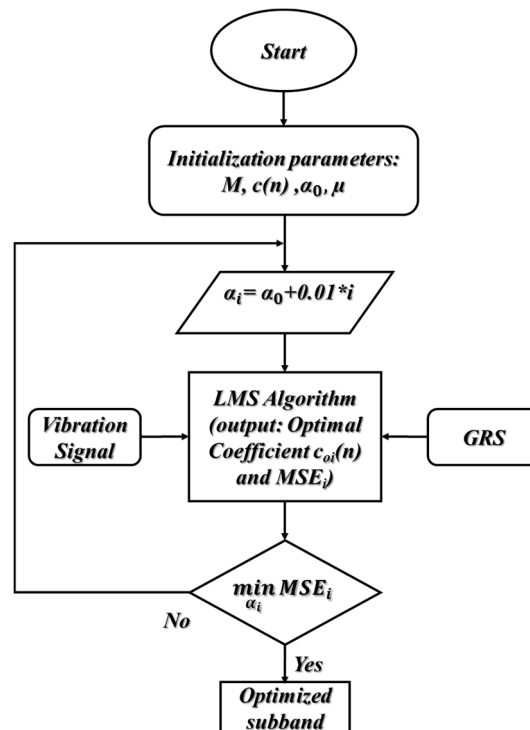 Start
Initialization parameters:
M, c(n) ,α₀, μ
αᵢ= α₀+0.01*i
LMS Algorithm
(output: Optimal
Coefficient cₒᵢ(n)
and MSEᵢ)
Vibration
Signal
GRS
min MSEᵢ
αᵢ
No
Yes
Optimized
subband